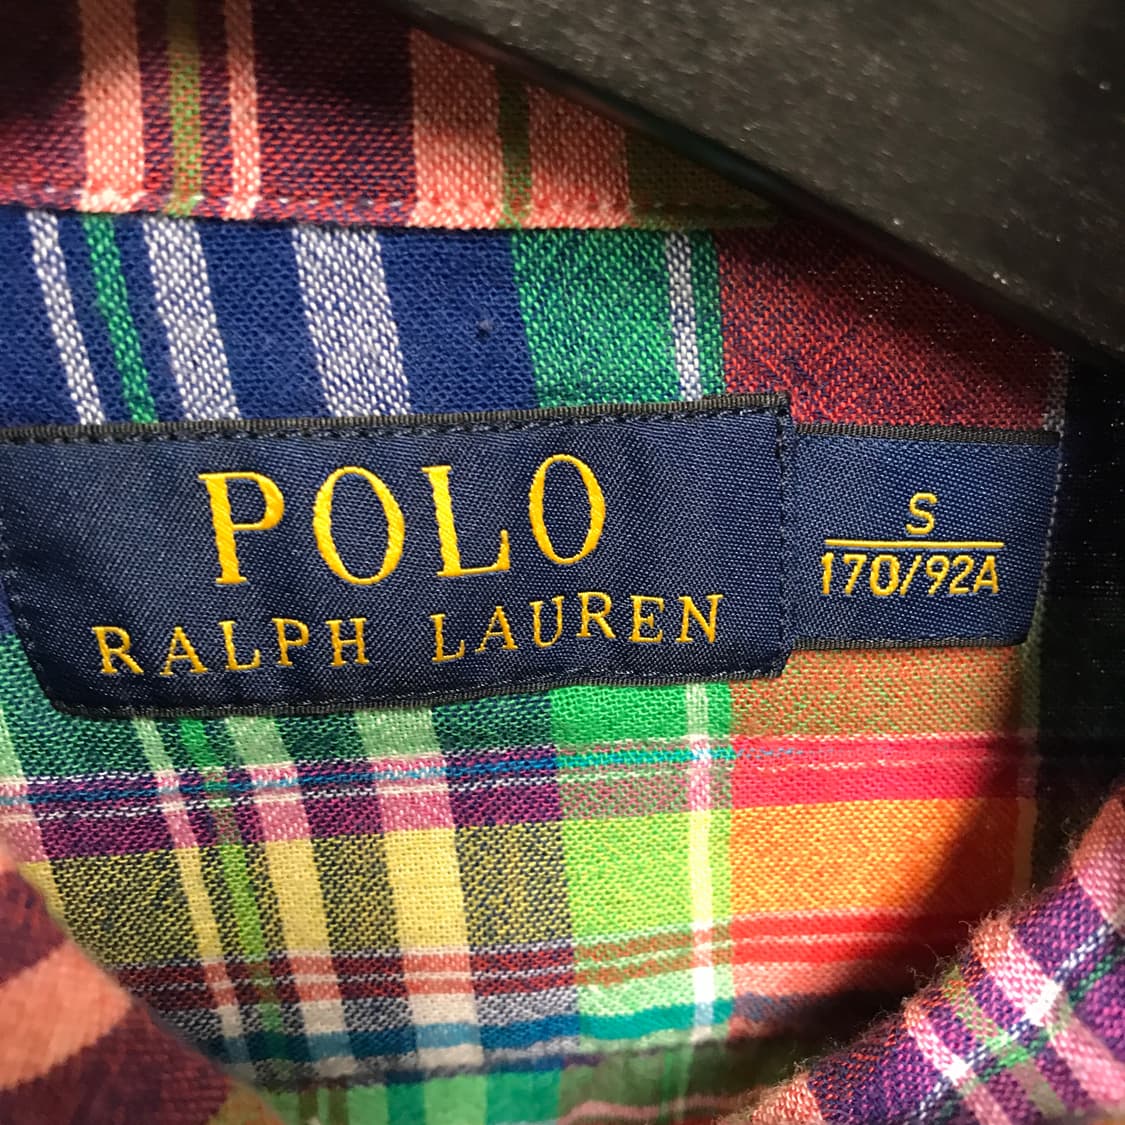 POLO
RALPH LAUREN
S
170/92A